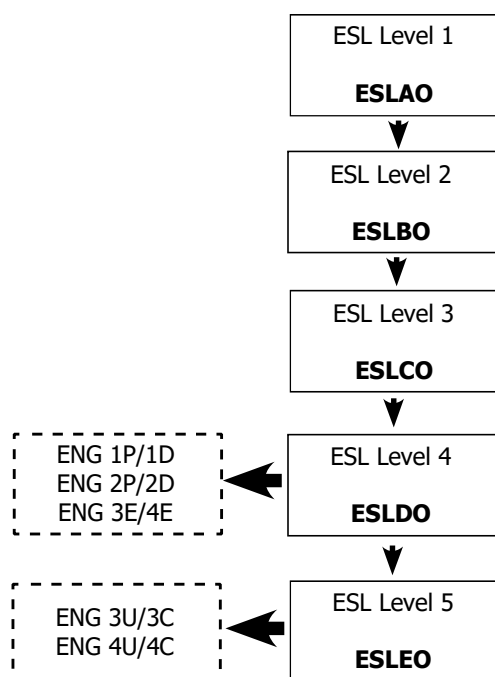 ESL Level 1
ESLAO
ESL Level 2
ESLBO
ESL Level 3
ESLCO
ENG 1P/1D
ENG 2P/2D
ENG 3E/4E
ESL Level 4
ESLDO
ENG 3U/3C
ENG 4U/4C
ESL Level 5
ESLEO